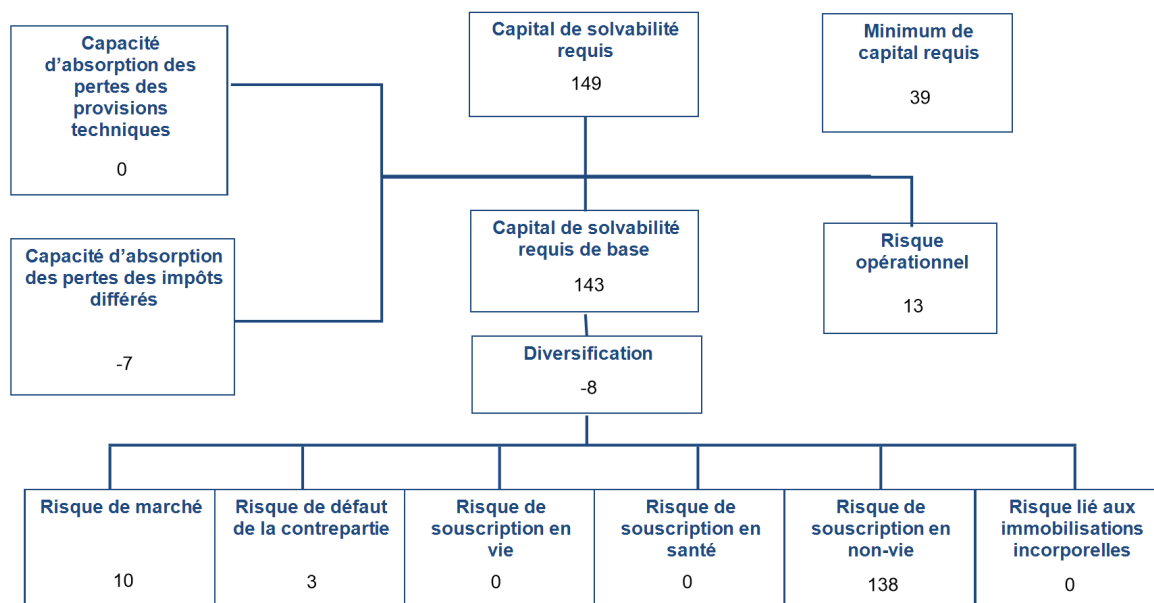 Capacité
d'absorption des
pertes des
provisions
techniques
0
Capital de solvabilité
requis
149
Minimum de
capital requis
39
Capacité d'absorption
des pertes des impôts
différés
-7
Capital de solvabilité
requis de base
143
Risque
opérationnel
13
Diversification
-8
Risque de marché
10
Risque de défaut
de la contrepartie
3
Risque de
souscription en
vie
0
Risque de
souscription en
santé
0
Risque de
souscription en
non-vie
138
Risque lié aux
immobilisations
incorporelles
0